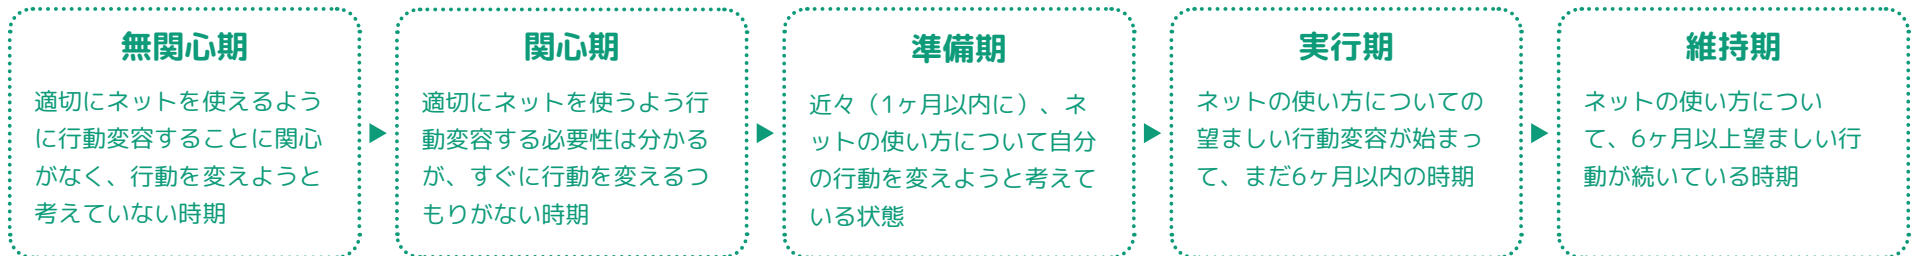 無関心期
適切にネットを使えるよう
に行動変容することに関心
がなく、行動を変えようと
考えていない時期
関心期
適切にネットを使うよう行
動変容する必要性は分かる
が、すぐに行動を変えるつ
もりがない時期
準備期
近々（1ヶ月以内に）、ネ
ットの使い方について自分
の行動を変えようと考えて
いる状態
実行期
ネットの使い方についての
望ましい行動変容が始まっ
て、まだ6ヶ月以内の時期
維持期
ネットの使い方につい
て、6ヶ月以上望ましい行
動が続いている時期